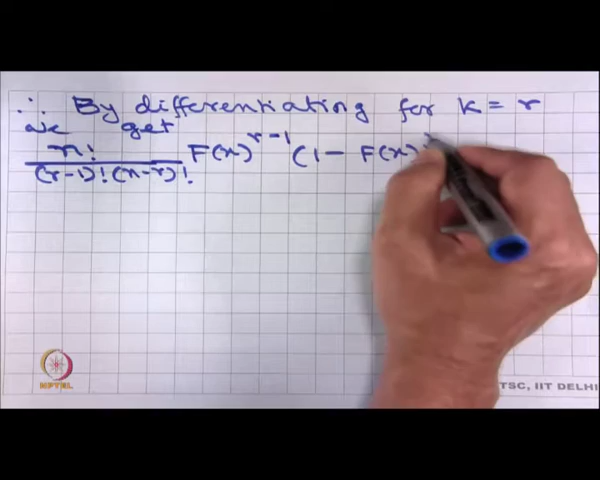 ∴ By differentiating for k = r
we get
n!
F(x)^{r-1} (1 - F(x))
(r-1)! (n-r)!
NPTEL
TSC, IIT DELHI